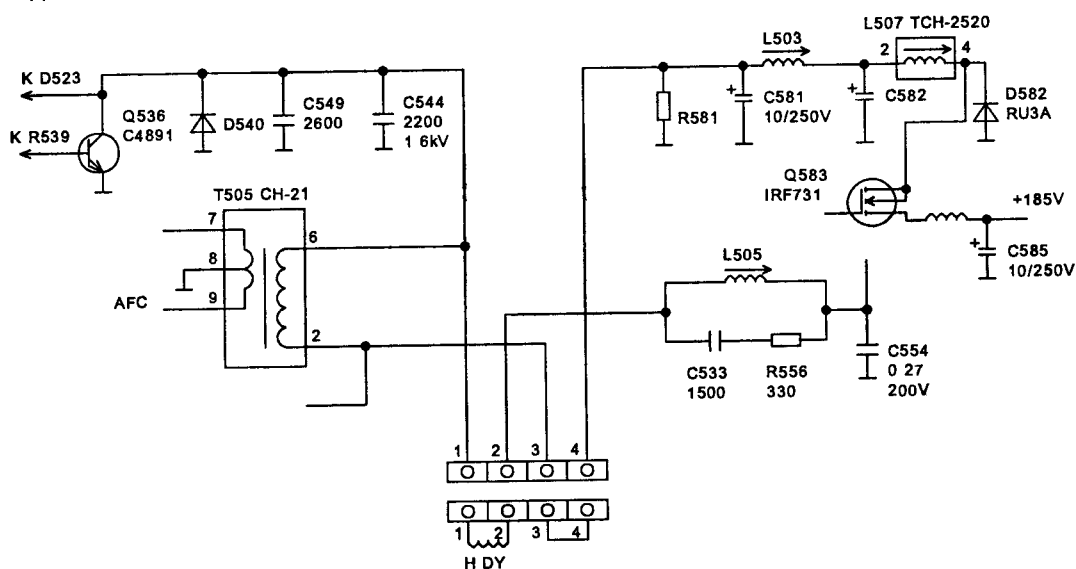 L507 TCH-2520
L503
2 4
К D523
Q536
C4891
D540
C549
2600
C544
2200
1 6kV
R581
+
C581
10/250V
+
C582
D582
RU3A
К R539
Q583
IRF731
+185V
T505 CH-21
7
6
8
AFC
9
2
L505
+
C585
10/250V
C533
1500
R556
330
C554
0 27
200V
1 2 3 4
1 2 3 4
H DY